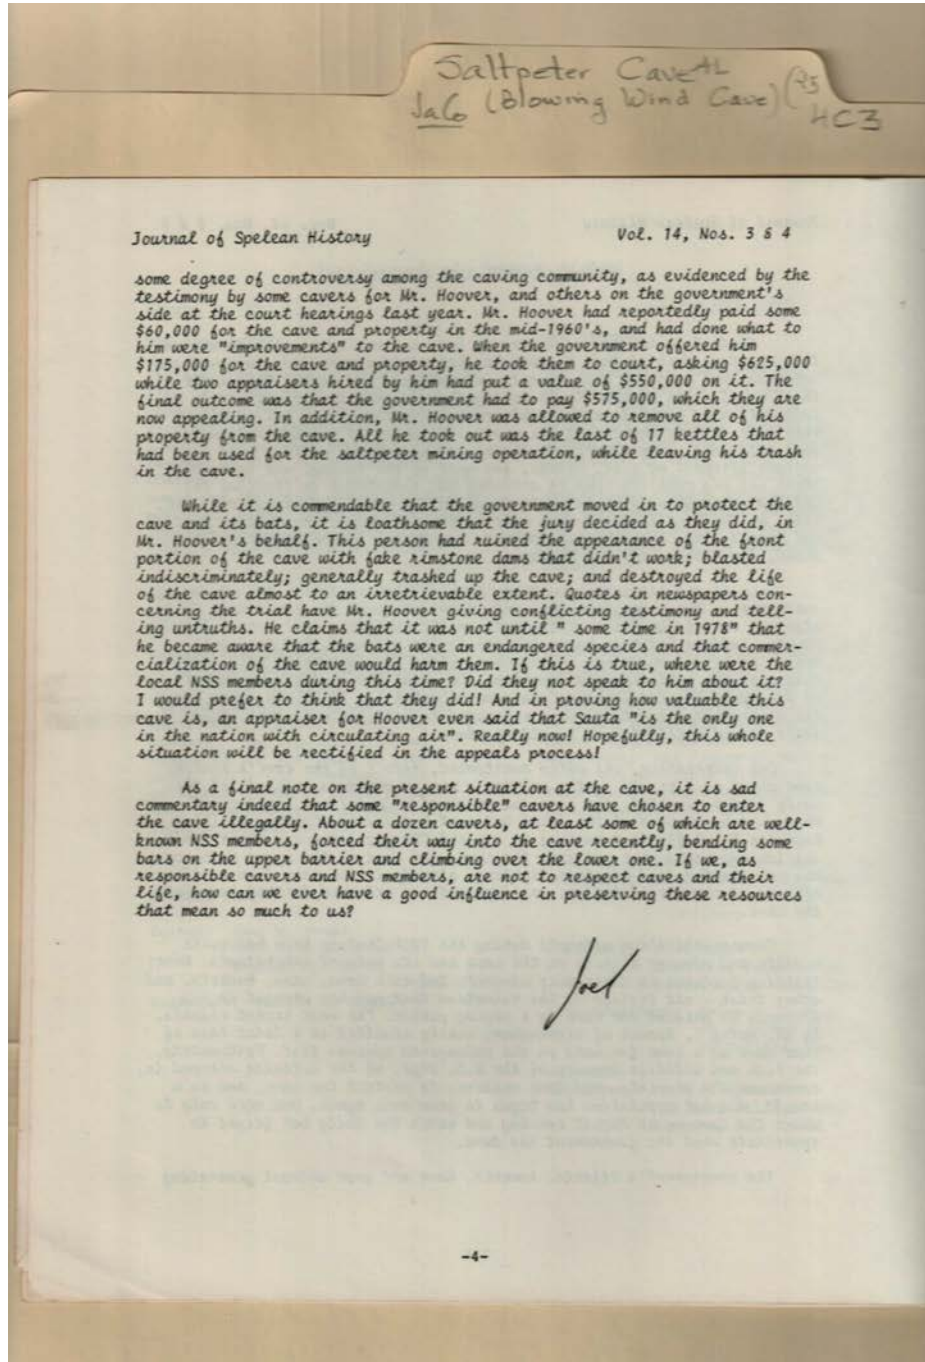 Saltpeter Cave AL
JaCo (Blowing Wind Cave)
4C3
Journal of Spelean History Vol. 14, Nos. 3 & 4
some degree of controversy among the caving community, as evidenced by the
testimony by some cavers for Mr. Hoover, and others on the government's
side at the court hearings last year. Mr. Hoover had reportedly paid some
$60,000 for the cave and property in the mid-1960's, and had done what to
him were "improvements" to the cave. When the government offered him
$175,000 for the cave and property, he took them to court, asking $625,000
while two appraisers hired by him had put a value of $550,000 on it. The
final outcome was that the government had to pay $575,000, which they are
now appealing. In addition, Mr. Hoover was allowed to remove all of his
property from the cave. All he took out was the last of 17 kettles that
had been used for the saltpeter mining operation, while leaving his trash
in the cave.
While it is commendable that the government moved in to protect the
cave and its bats, it is loathsome that the jury decided as they did, in
Mr. Hoover's behalf. This person had ruined the appearance of the front
portion of the cave with fake rimstone dams that didn't work; blasted
indiscriminately; generally trashed up the cave; and destroyed the life
of the cave almost to an irretrievable extent. Quotes in newspapers con-
cerning the trial have Mr. Hoover giving conflicting testimony and tell-
ing untruths. He claims that it was not until " some time in 1978" that
he became aware that the bats were an endangered species and that commer-
cialization of the cave would harm them. If this is true, where were the
local NSS members during this time? Did they not speak to him about it?
I would prefer to think that they did! And in proving how valuable this
cave is, an appraiser for Hoover even said that Sauta "is the only one
in the nation with circulating air". Really now! Hopefully, this whole
situation will be rectified in the appeals process!
As a final note on the present situation at the cave, it is sad
commentary indeed that some "responsible" cavers have chosen to enter
the cave illegally. About a dozen cavers, at least some of which are well-
known NSS members, forced their way into the cave recently, bending some
bars on the upper barrier and climbing over the lower one. If we, as
responsible cavers and NSS members, are not to respect caves and their
life, how can we ever have a good influence in preserving these resources
that mean so much to us?
Joel
-4-